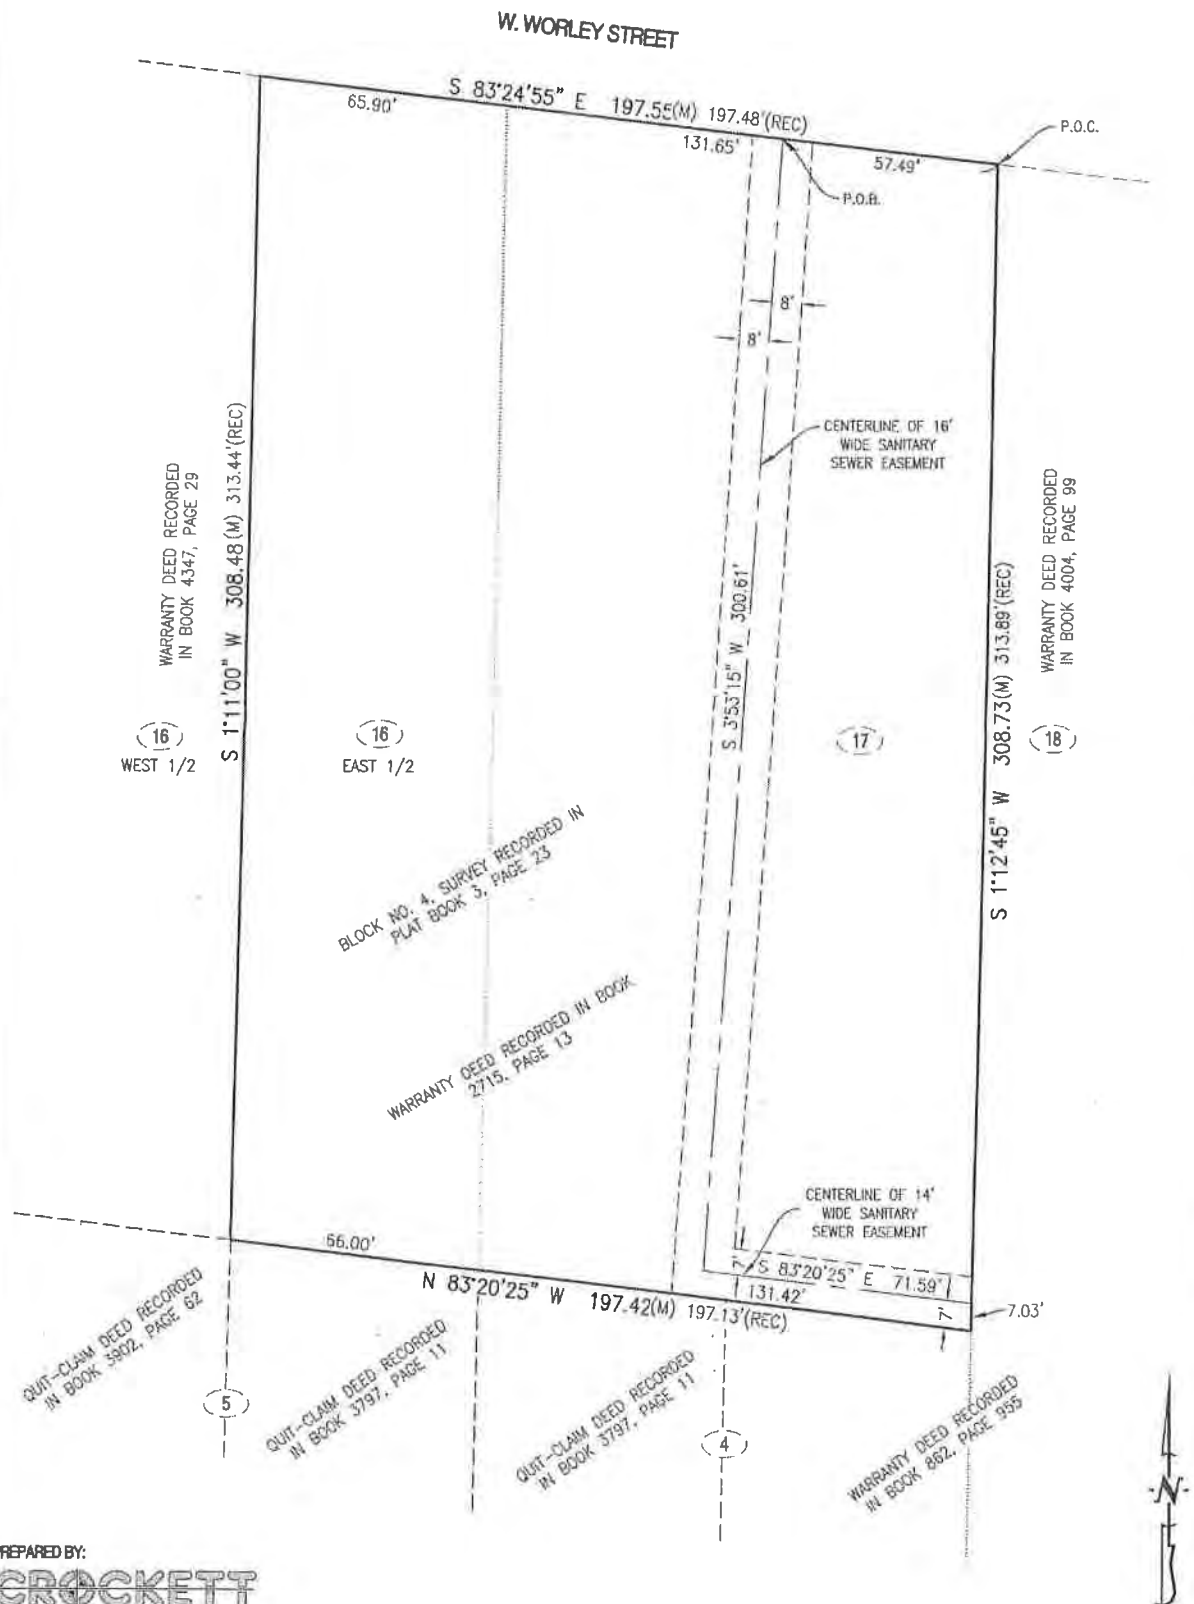 W. WORLEY STREET
S 83°24'55" E 197.55(M) 197.48'(REC)
65.90'
131.65'
57.49'
P.O.C.
P.O.B.
8'
8'
CENTERLINE OF 16'
WIDE SANITARY
SEWER EASEMENT
WARRANTY DEED RECORDED
IN BOOK 4347, PAGE 29
S 1°11'00" W 308.48(M) 313.44'(REC)
S 3°53'15" W 300.61'
S 1°12'45" W 308.73(M) 313.89'(REC)
WARRANTY DEED RECORDED
IN BOOK 4004, PAGE 99
16
WEST 1/2
16
EAST 1/2
17
18
BLOCK NO. 4, SURVEY RECORDED IN
PLAT BOOK 3, PAGE 23
WARRANTY DEED RECORDED IN BOOK
2715, PAGE 13
CENTERLINE OF 14'
WIDE SANITARY
SEWER EASEMENT
66.00'
7'
S 83°20'25" E 71.59'
131.42'
N 83°20'25" W 197.42(M) 197.13'(REC)
7'
7.03'
QUIT-CLAIM DEED RECORDED
IN BOOK 3902, PAGE 62
5
QUIT-CLAIM DEED RECORDED
IN BOOK 3797, PAGE 11
QUIT-CLAIM DEED RECORDED
IN BOOK 3797, PAGE 11
4
WARRANTY DEED RECORDED
IN BOOK 862, PAGE 955
N
REPARED BY:
CROCKETT